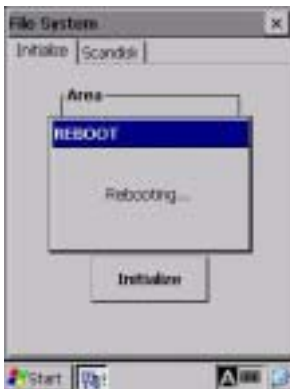 File System
Initialize Scandisk
Area
REBOOT
Rebooting...
Initialize
Start
A